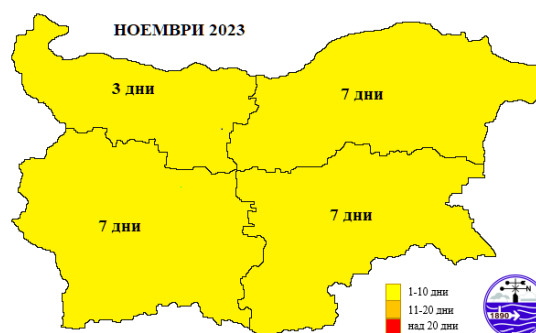 НОЕМВРИ 2023
3 дни
7 дни
7 дни
7 дни
1-10 дни
11-20 дни
над 20 дни
N
1890